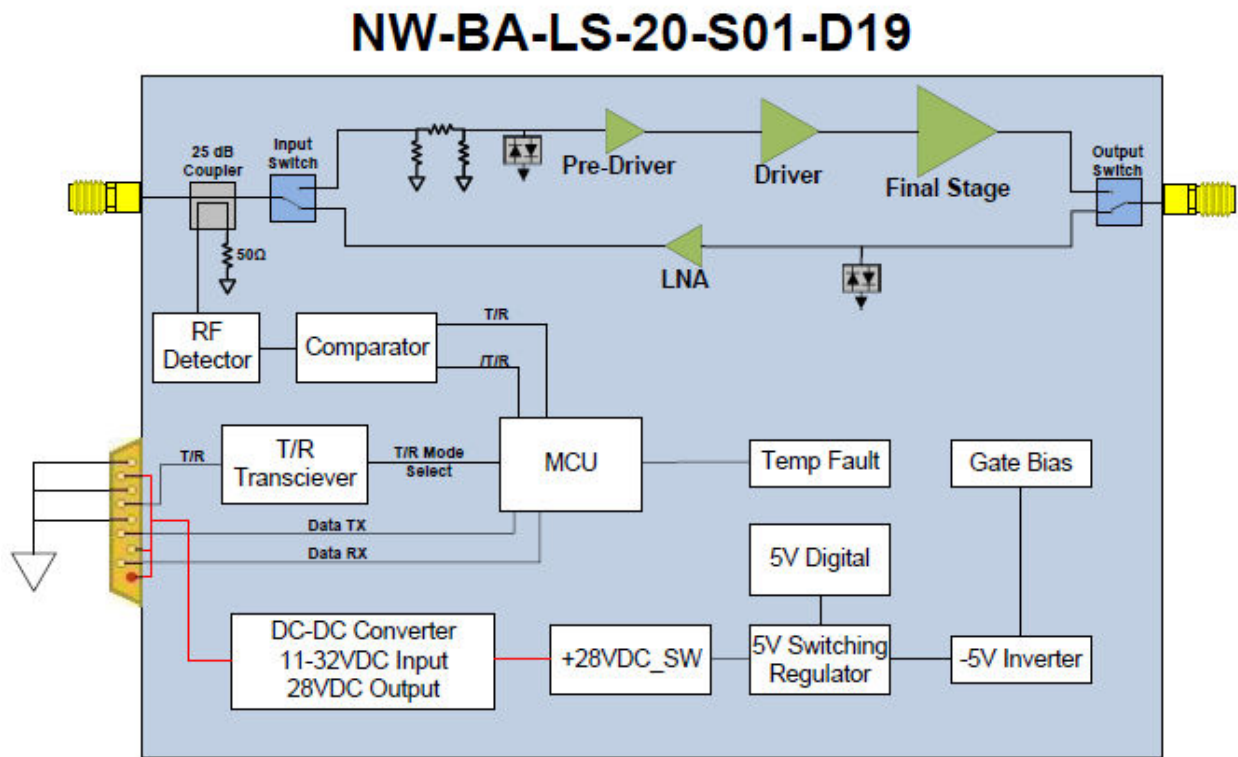 NW-BA-LS-20-S01-D19
25 dB
Coupler
Input
Switch
Pre-Driver
Driver
Final Stage
Output
Switch
50Ω
LNA
RF
Detector
Comparator
T/R
/T/R
T/R
T/R
Transciever
T/R Mode
Select
MCU
Temp Fault
Gate Bias
Data TX
Data RX
5V Digital
DC-DC Converter
11-32VDC Input
28VDC Output
+28VDC_SW
5V Switching
Regulator
-5V Inverter